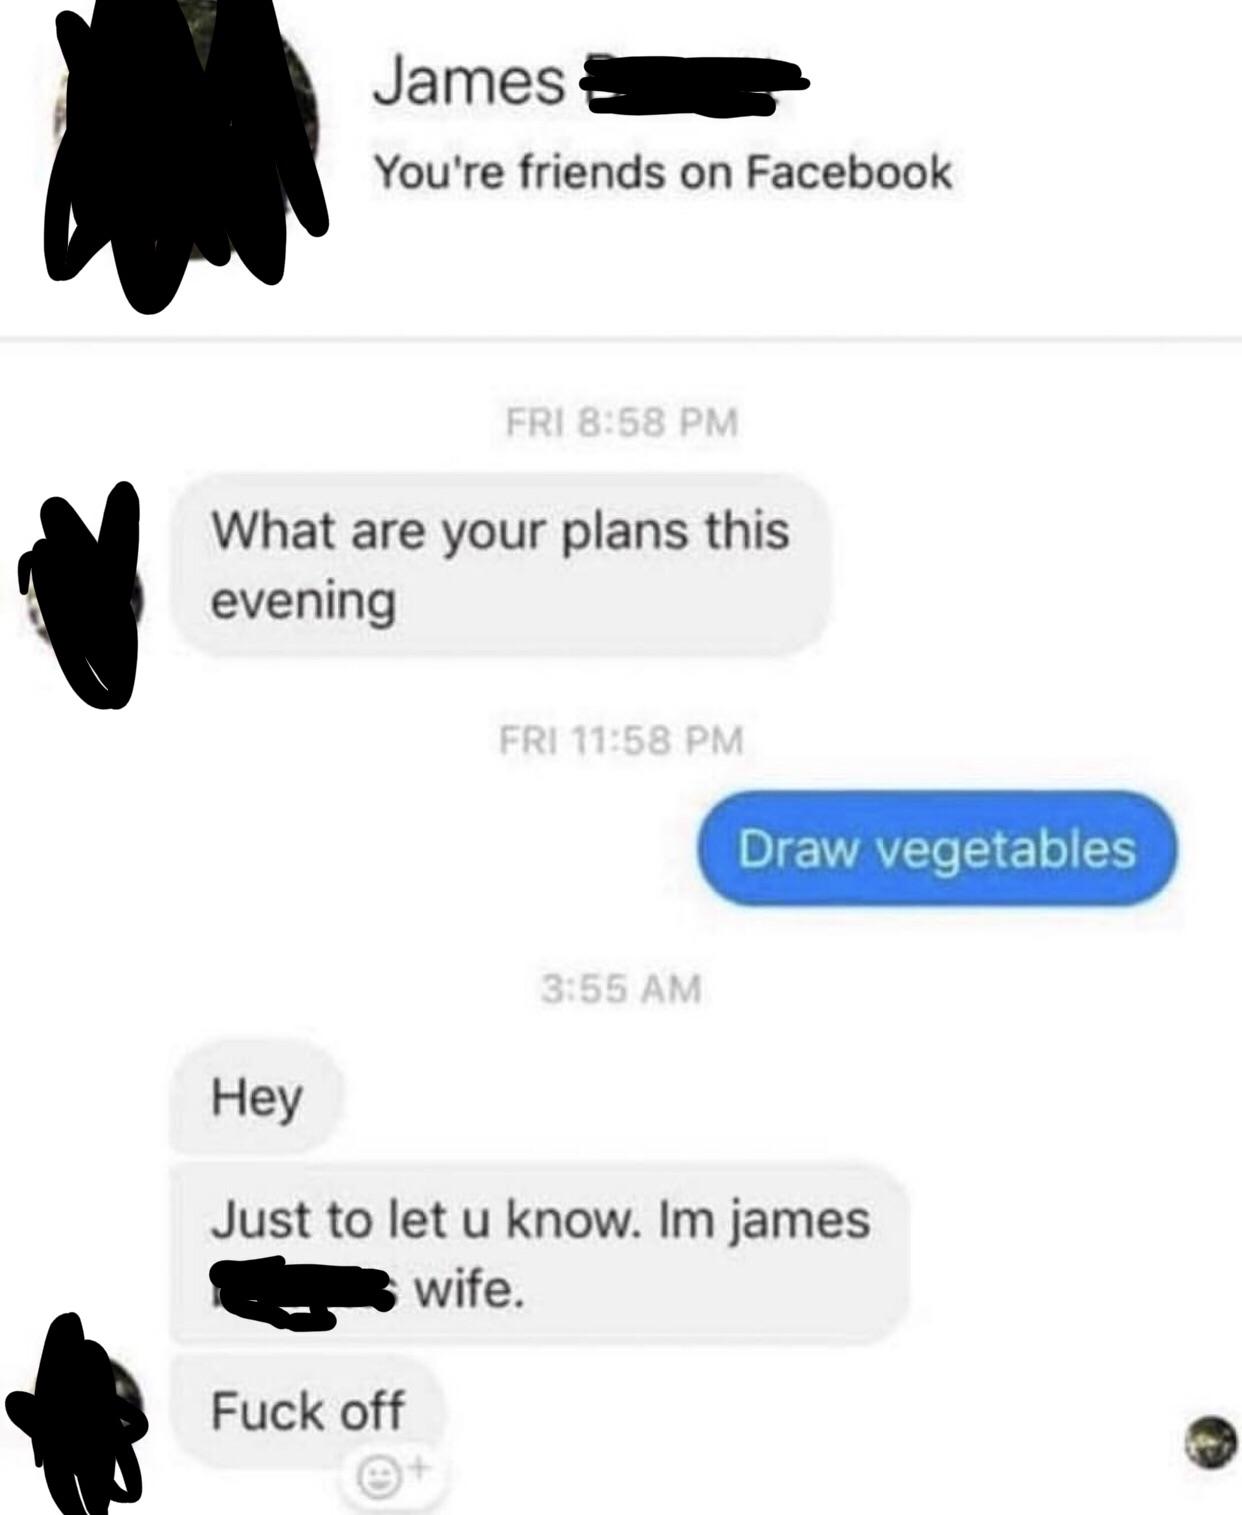 James
You're friends on Facebook
FRI 8:58 PM
What are your plans this
evening
FRI 11:58 PM
Draw vegetables
3:55 AM
Hey
Just to let u know. Im james
wife.
Fuck off